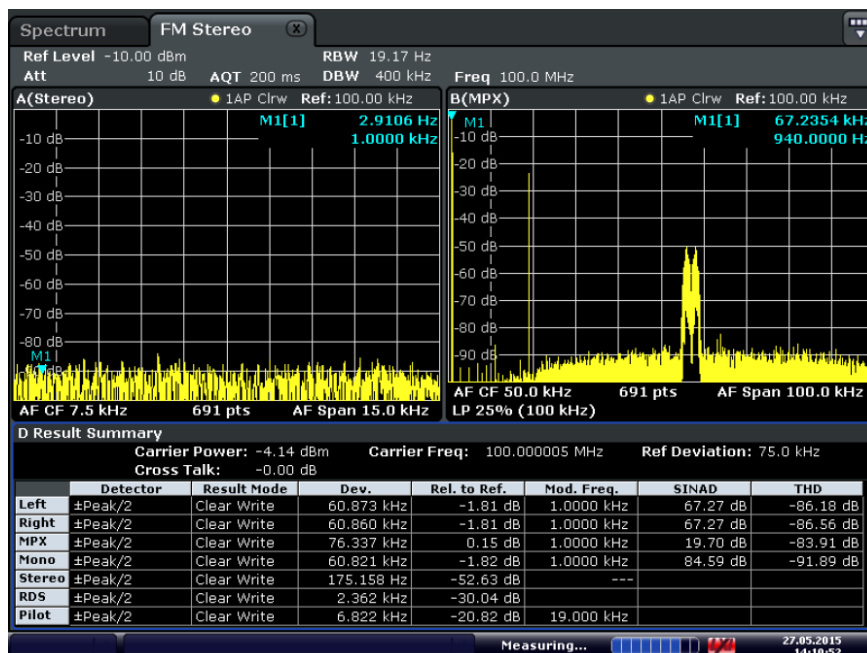 Spectrum FM Stereo X
Ref Level -10.00 dBm RBW 19.17 Hz
Att 10 dB AQT 200 ms DBW 400 kHz Freq 100.0 MHz
A(Stereo) 1AP Clrw Ref: 100.00 kHz
M1[1] 2.9106 Hz
1.0000 kHz
-10 dB
-20 dB
-30 dB
-40 dB
-50 dB
-60 dB
-70 dB
-80 dB
M1
AF CF 7.5 kHz 691 pts AF Span 15.0 kHz
B(MPX) 1AP Clrw Ref: 100.00 kHz
M1
M1[1] 67.2354 kHz
940.0000 Hz
-10 dB
-20 dB
-30 dB
-40 dB
-50 dB
-60 dB
-70 dB
-80 dB
-90 dB
AF CF 50.0 kHz 691 pts AF Span 100.0 kHz
LP 25% (100 kHz)
D Result Summary
Carrier Power: -4.14 dBm Carrier Freq: 100.000005 MHz Ref Deviation: 75.0 kHz
Cross Talk: -0.00 dB
Detector Result Mode Dev. Rel. to Ref. Mod. Freq. SINAD THD
Left ±Peak/2 Clear Write 60.873 kHz -1.81 dB 1.0000 kHz 67.27 dB -86.18 dB
Right ±Peak/2 Clear Write 60.860 kHz -1.81 dB 1.0000 kHz 67.27 dB -86.56 dB
MPX ±Peak/2 Clear Write 76.337 kHz 0.15 dB 1.0000 kHz 19.70 dB -83.91 dB
Mono ±Peak/2 Clear Write 60.821 kHz -1.82 dB 1.0000 kHz 84.59 dB -91.89 dB
Stereo ±Peak/2 Clear Write 175.158 Hz -52.63 dB ---
RDS ±Peak/2 Clear Write 2.362 kHz -30.04 dB
Pilot ±Peak/2 Clear Write 6.822 kHz -20.82 dB 19.000 kHz
Measuring... 27.05.2015
14:10:52